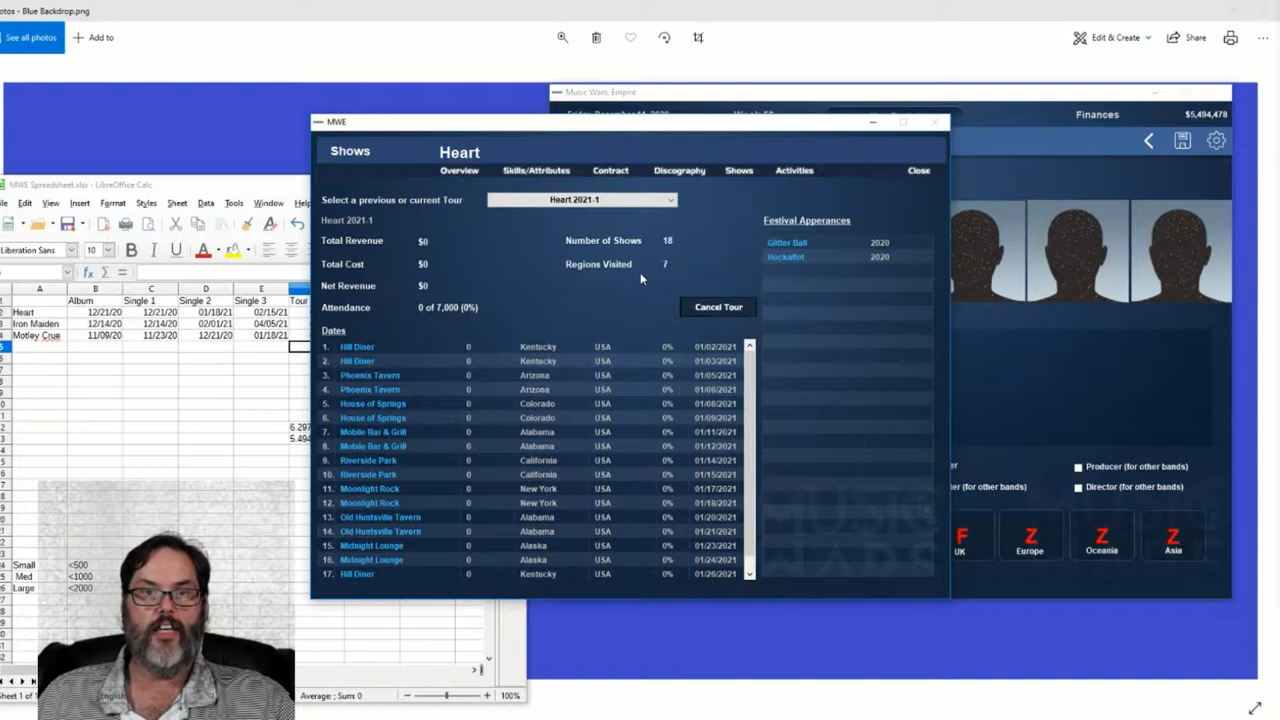 otos - Blue Backdrop.png
See all photos
Add to
Edit & Create
Share
Music Wars: Empire
Finances
$5,494,478
MWE
Shows
Heart
Overview
Skills/Attributes
Contract
Discography
Shows
Activities
Close
Select a previous or current Tour
Heart 2021-1
Heart 2021-1
Total Revenue $0
Number of Shows 18
Total Cost $0
Regions Visited 7
Net Revenue $0
Attendance 0 of 7,000 (0%)
Cancel Tour
Festival Apperances
Glitter Ball 2020
Rockaflot 2020
Dates
1. Hill Diner 0 Kentucky USA 0% 01/02/2021
2. Hill Diner 0 Kentucky USA 0% 01/03/2021
3. Phoenix Tavern 0 Arizona USA 0% 01/05/2021
4. Phoenix Tavern 0 Arizona USA 0% 01/06/2021
5. House of Springs 0 Colorado USA 0% 01/08/2021
6. House of Springs 0 Colorado USA 0% 01/09/2021
7. Mobile Bar & Grill 0 Alabama USA 0% 01/11/2021
8. Mobile Bar & Grill 0 Alabama USA 0% 01/12/2021
9. Riverside Park 0 California USA 0% 01/14/2021
10. Riverside Park 0 California USA 0% 01/15/2021
11. Moonlight Rock 0 New York USA 0% 01/17/2021
12. Moonlight Rock 0 New York USA 0% 01/18/2021
13. Old Huntsville Tavern 0 Alabama USA 0% 01/20/2021
14. Old Huntsville Tavern 0 Alabama USA 0% 01/21/2021
15. Midnight Lounge 0 Alaska USA 0% 01/23/2021
16. Midnight Lounge 0 Alaska USA 0% 01/24/2021
17. Hill Diner 0 Kentucky USA 0% 01/26/2021
MWE Spreadsheet.xlsx - LibreOffice Calc
File Edit View Insert Format Styles Sheet Data Tools Window
Liberation Sans
10
A B C D E
Album Single 1 Single 2 Single 3 Tour
Heart 12/21/20 12/21/20 01/18/21 02/15/21
Iron Maiden 12/14/20 12/14/20 02/01/21 04/05/21
Motley Crue 11/09/20 11/23/20 12/21/20 01/18/21
6.297
5.494
Small <500
Med <1000
Large <2000
Sheet 1 of
English
Average: ; Sum: 0
100%
Producer (for other bands)
ter (for other bands)
Director (for other bands)
F
UK
Z
Europe
Z
Oceania
Z
Asia